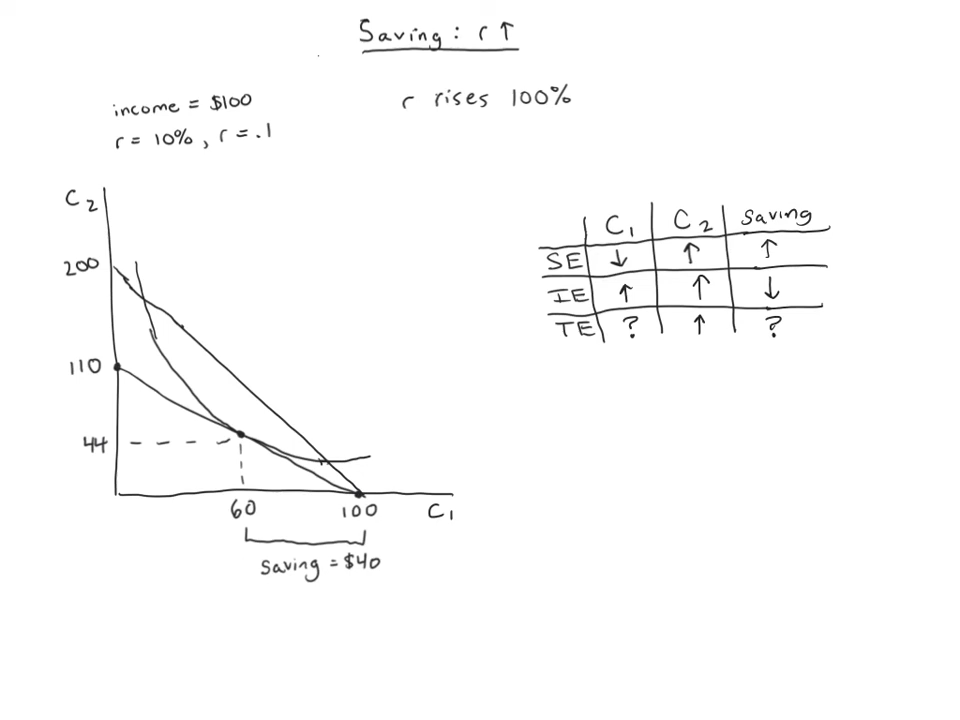 Saving: r ↑
income = $100
r = 10%, r = .1
r rises 100%
C₂
200
110
44
60
100
C₁
saving = $40
C₁ C₂ saving
SE ↓ ↑ ↑
IE ↑ ↑ ↓
TE ? ↑ ?